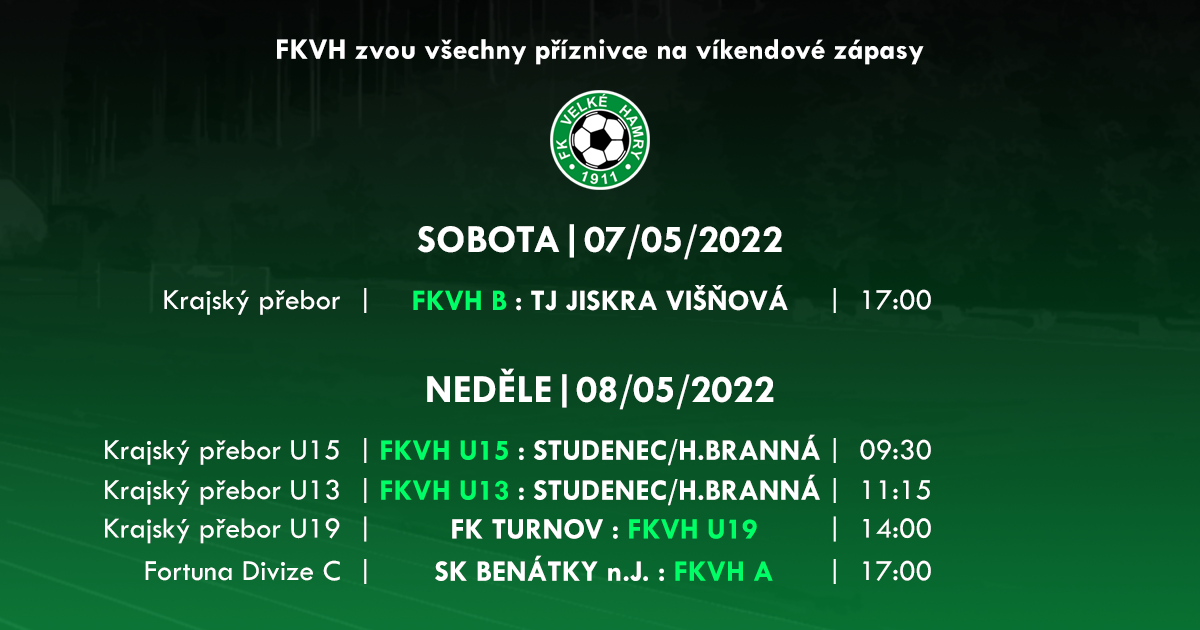 FKVH zvou všechny příznivce na víkendové zápasy
FK VELKÉ HAMRY
1911
SOBOTA | 07/05/2022
Krajský přebor | FKVH B : TJ JISKRA VIŠŇOVÁ | 17:00
NEDĚLE | 08/05/2022
Krajský přebor U15 | FKVH U15 : STUDENEC/H.BRANNÁ | 09:30
Krajský přebor U13 | FKVH U13 : STUDENEC/H.BRANNÁ | 11:15
Krajský přebor U19 | FK TURNOV : FKVH U19 | 14:00
Fortuna Divize C | SK BENÁTKY n.J. : FKVH A | 17:00